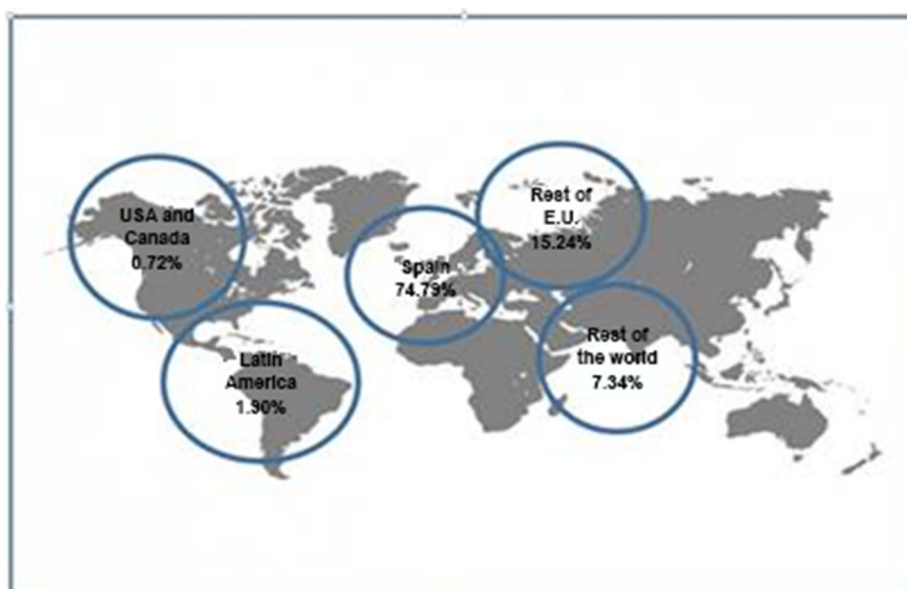 USA and
Canada
0.72%
Rest of
E.U.
15.24%
Spain
74.79%
Latin
America
1.90%
Rest of
the world
7.34%